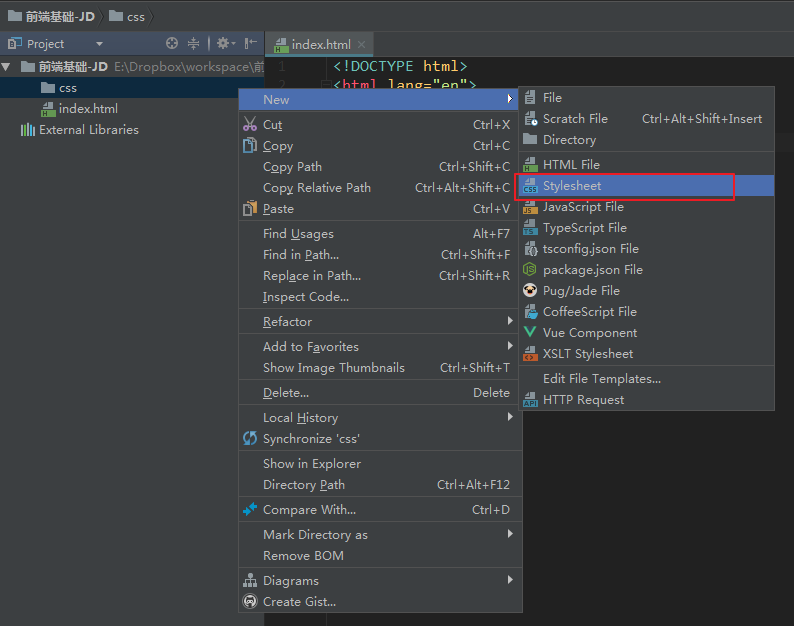 前端基础-JD
css
Project
index.html
前端基础-JD E:\Dropbox\workspace\前
css
index.html
External Libraries
1
<!DOCTYPE html>
2
<html lang="en">
New
Cut Ctrl+X
Copy Ctrl+C
Copy Path Ctrl+Shift+C
Copy Relative Path Ctrl+Alt+Shift+C
Paste Ctrl+V
Find Usages Alt+F7
Find in Path... Ctrl+Shift+F
Replace in Path... Ctrl+Shift+R
Inspect Code...
Refactor
Add to Favorites
Show Image Thumbnails Ctrl+Shift+T
Delete... Delete
Local History
Synchronize 'css'
Show in Explorer
Directory Path Ctrl+Alt+F12
Compare With... Ctrl+D
Mark Directory as
Remove BOM
Diagrams
Create Gist...
File
Scratch File Ctrl+Alt+Shift+Insert
Directory
HTML File
Stylesheet
JavaScript File
TypeScript File
tsconfig.json File
package.json File
Pug/Jade File
CoffeeScript File
Vue Component
XSLT Stylesheet
Edit File Templates...
HTTP Request